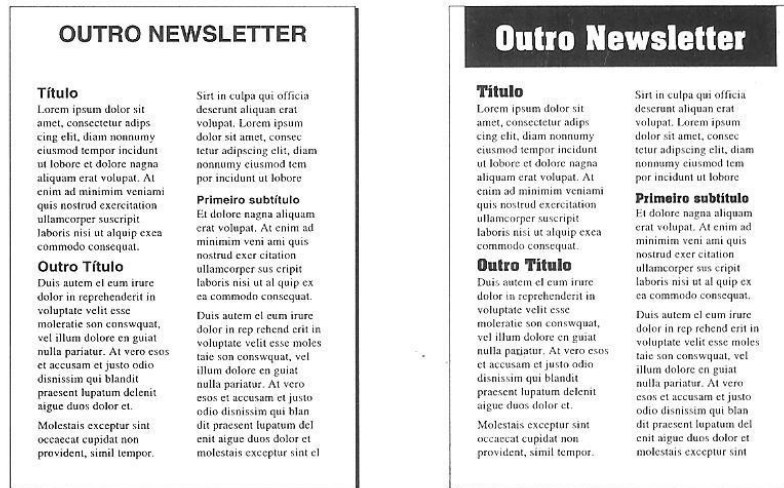 OUTRO NEWSLETTER
Título
Lorem ipsum dolor sit
amet, consectetur adips
cing elit, diam nonnumy
eiusmod tempor incidunt
ut lobore et dolore nagna
aliquam erat volupat. At
enim ad minimim veniami
quis nostrud exercitation
ullamcorper suscripit
laboris nisi ut alquip exea
commodo consequat.
Outro Título
Duis autem el eum irure
dolor in reprehenderit in
voluptate velit esse
moleratie son conswquat,
vel illum dolore en guiat
nulla pariatur. At vero esos
et accusam et justo odio
disnissim qui blandit
praesent lupatum delenit
aigue duos dolor et.
Molestais exceptur sint
occaecat cupidat non
provident, simil tempor.
Sirt in culpa qui officia
deserunt aliquan erat
volupat. Lorem ipsum
dolor sit amet, consec
tetur adipscing elit, diam
nonnumy eiusmod tem
por incidunt ut lobore
Primeiro subtítulo
Et dolore nagna aliquam
erat volupat. At enim ad
minimim veni ami quis
nostrud exer citation
ullamcorper sus cripit
laboris nisi ut al quip ex
ea commodo consequat.
Duis autem el eum irure
dolor in rep rehend erit in
voluptate velit esse moles
taie son conswquat, vel
illum dolore en guiat
nulla pariatur. At vero
esos et accusam et justo
odio disnissim qui blan
dit praesent lupatum del
enit aigue duos dolor et
molestais exceptur sint el
Outro Newsletter
Título
Lorem ipsum dolor sit
amet, consectetur adips
cing elit, diam nonnumy
eiusmod tempor incidunt
ut lobore et dolore nagna
aliquam erat volupat. At
enim ad minimim veniami
quis nostrud exercitation
ullamcorper suscripit
laboris nisi ut alquip exea
commodo consequat.
Outro Título
Duis autem el eum irure
dolor in reprehenderit in
voluptate velit esse
moleratie son conswquat,
vel illum dolore en guiat
nulla pariatur. At vero esos
et accusam et justo odio
disnissim qui blandit
praesent lupatum delenit
aigue duos dolor et.
Molestais exceptur sint
occaecat cupidat non
provident, simil tempor.
Sirt in culpa qui officia
deserunt aliquan erat
volupat. Lorem ipsum
dolor sit amet, consec
tetur adipscing elit, diam
nonnumy eiusmod tem
por incidunt ut lobore
Primeiro subtítulo
Et dolore nagna aliquam
erat volupat. At enim ad
minimim veni ami quis
nostrud exer citation
ullamcorper sus cripit
laboris nisi ut al quip ex
ea commodo consequat.
Duis autem el eum irure
dolor in rep rehend erit in
voluptate velit esse moles
taie son conswquat, vel
illum dolore en guiat
nulla pariatur. At vero
esos et accusam et justo
odio disnissim qui blan
dit praesent lupatum del
enit aigue duos dolor et
molestais exceptur sint